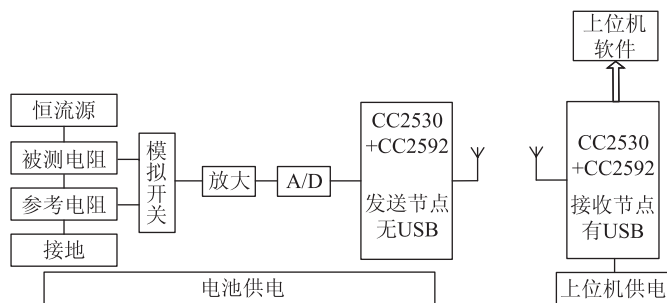 上位机
软件
恒流源
被测电阻
参考电阻
接地
模
拟
开
关
放大
A/D
CC2530
+CC2592
发送节点
无USB
CC2530
+CC2592
接收节点
有USB
电池供电
上位机供电